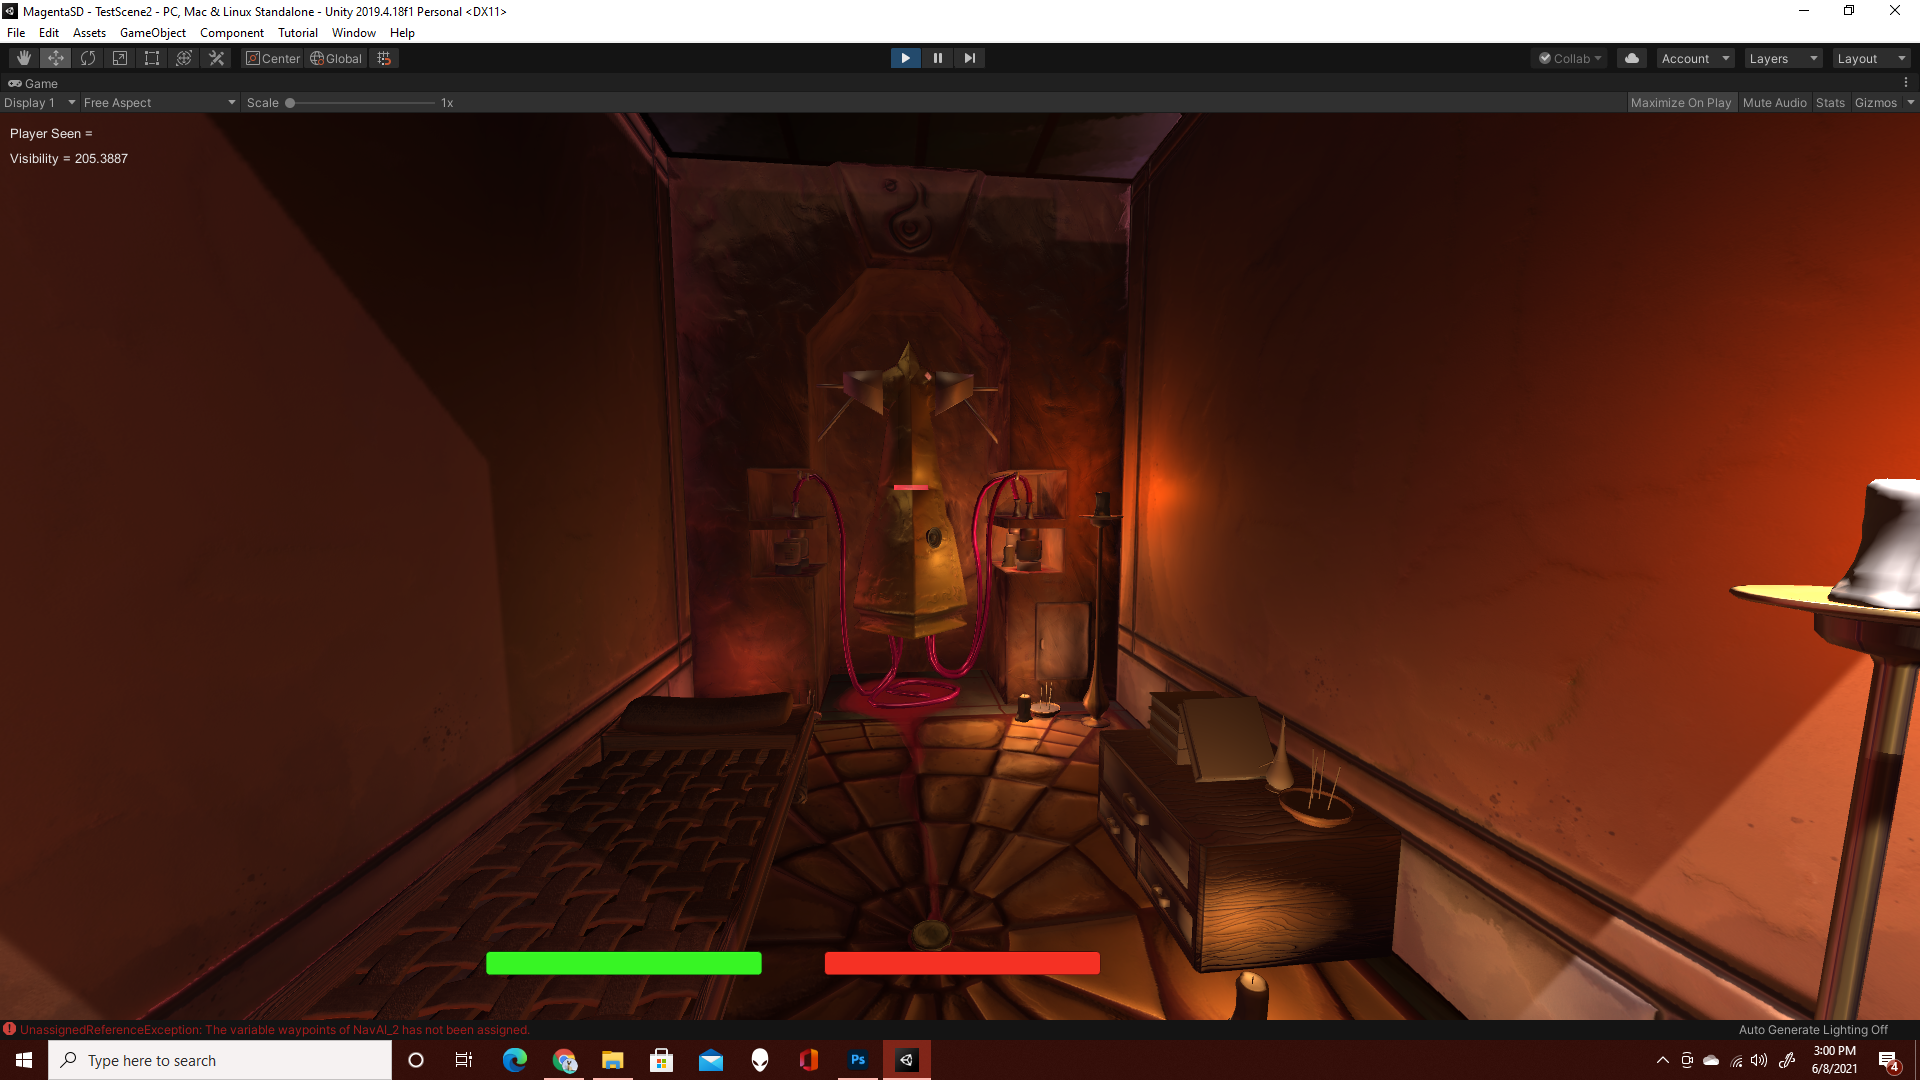 MagentaSD - TestScene2 - PC, Mac & Linux Standalone - Unity 2019.4.18f1 Personal <DX11>
File Edit Assets GameObject Component Tutorial Window Help
Center Global Collab Account Layers Layout
Game
Display 1 Free Aspect Scale 1x Maximize On Play Mute Audio Stats Gizmos
Player Seen =
Visibility = 205.3887
UnassignedReferenceException: The variable waypoints of NavAI_2 has not been assigned.
Auto Generate Lighting Off
Type here to search
Ps
3:00 PM
6/8/2021
4